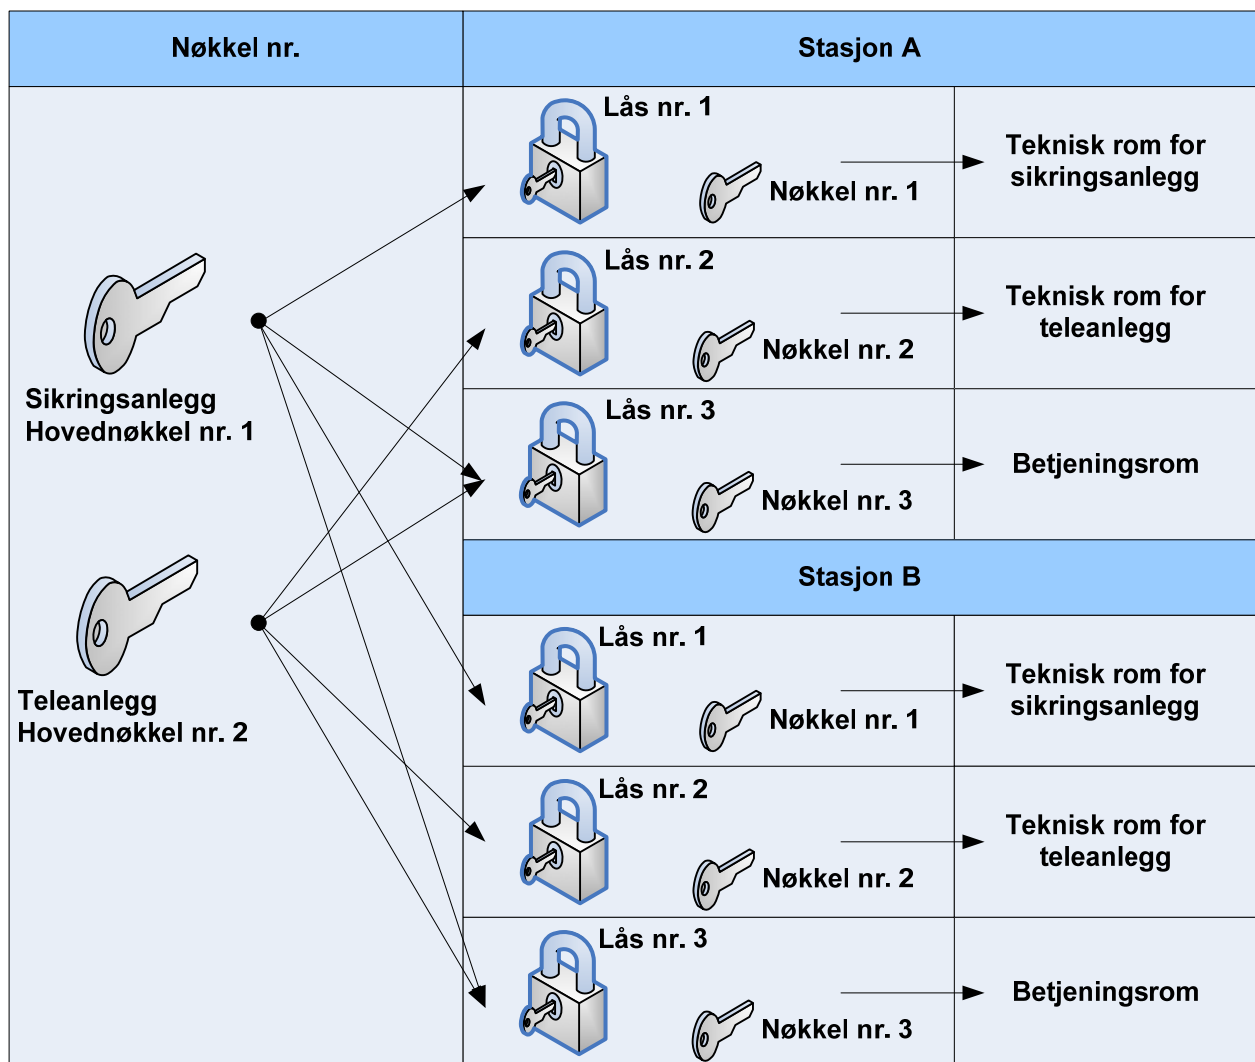 Nøkkel nr.
Stasjon A
Sikringsanlegg
Hovednøkkel nr. 1
Teleanlegg
Hovednøkkel nr. 2
Lås nr. 1
Nøkkel nr. 1
Teknisk rom for
sikringsanlegg
Lås nr. 2
Nøkkel nr. 2
Teknisk rom for
teleanlegg
Lås nr. 3
Nøkkel nr. 3
Betjeningsrom
Stasjon B
Lås nr. 1
Nøkkel nr. 1
Teknisk rom for
sikringsanlegg
Lås nr. 2
Nøkkel nr. 2
Teknisk rom for
teleanlegg
Lås nr. 3
Nøkkel nr. 3
Betjeningsrom